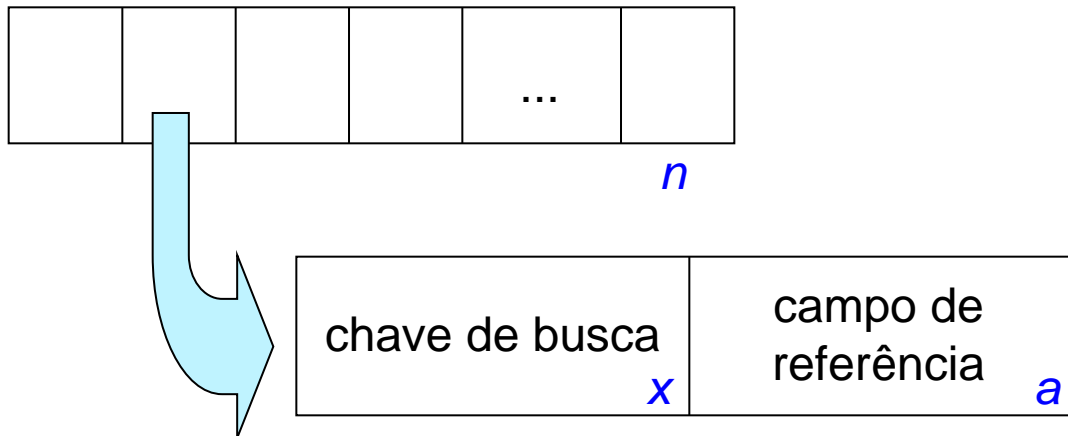 ...
n
chave de busca
x
campo de
referência
a